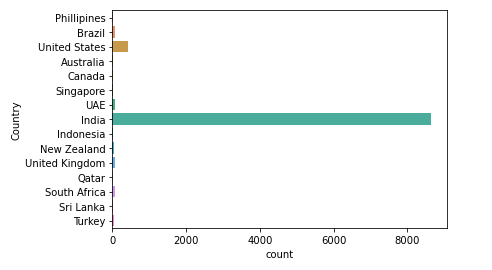 Phillipines
Brazil
United States
Australia
Canada
Singapore
UAE
India
Indonesia
New Zealand
United Kingdom
Qatar
South Africa
Sri Lanka
Turkey
Country
0 2000 4000 6000 8000
count